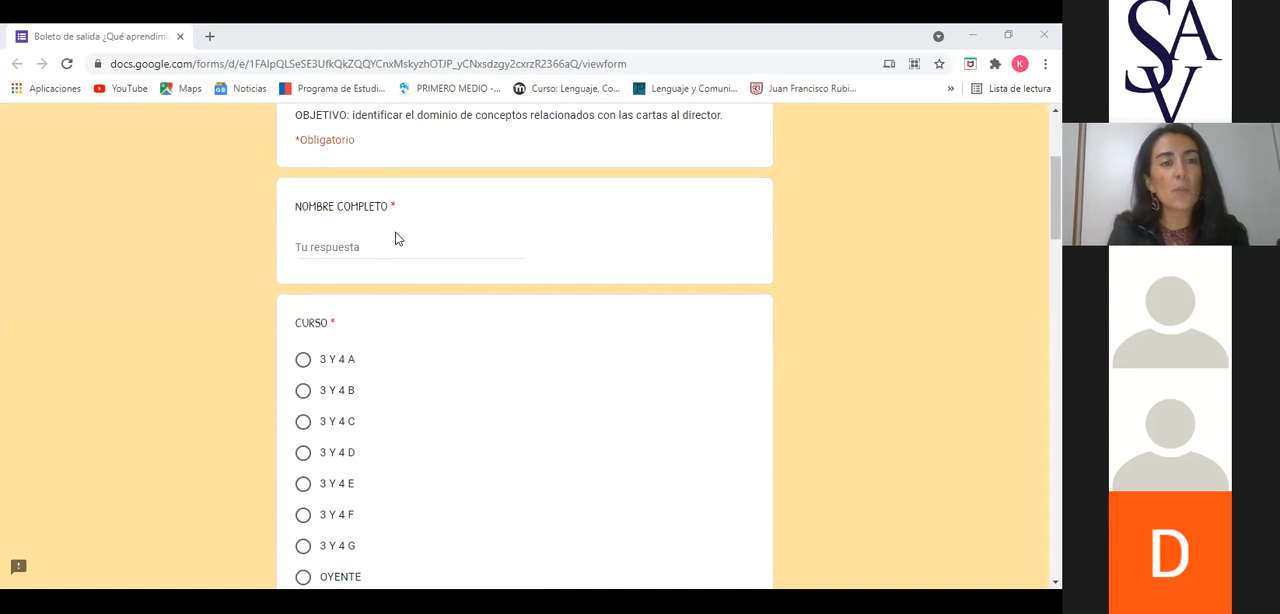 Boleto de salida ¿Qué aprendim
docs.google.com/forms/d/e/1FAIpQLSeSE3UfkQkZQQYCnxMskyzhOTJP_yCNxsdzgy2cxrzR2366aQ/viewform
K
Aplicaciones YouTube Maps Noticias Programa de Estudi... PRIMERO MEDIO -... Curso: Lenguaje, Co... Lenguaje y Comuni... Juan Francisco Rubi... » Lista de lectura
OBJETIVO: identificar el dominio de conceptos relacionados con las cartas al director.
*Obligatorio
NOMBRE COMPLETO *
Tu respuesta
CURSO *
3 Y 4 A
3 Y 4 B
3 Y 4 C
3 Y 4 D
3 Y 4 E
3 Y 4 F
3 Y 4 G
OYENTE
SAV
D